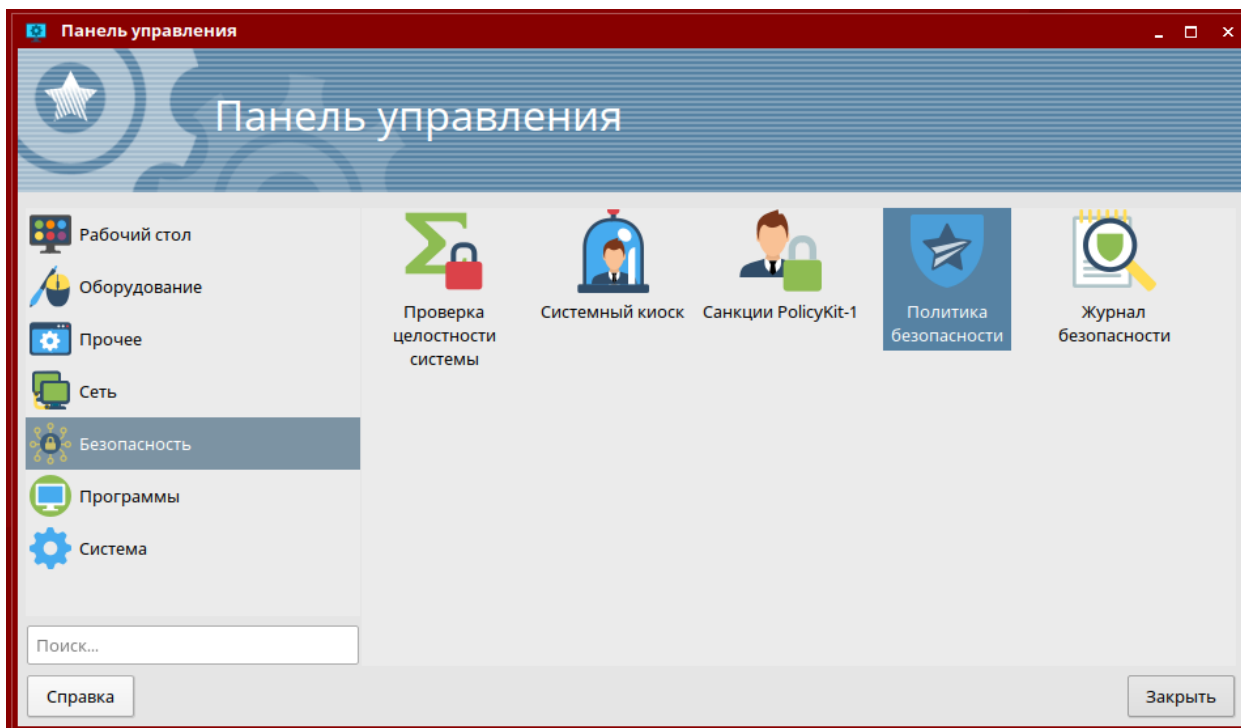 Панель управления
Панель управления
Рабочий стол
Оборудование
Прочее
Сеть
Безопасность
Программы
Система
Проверка
целостности
системы
Системный киоск
Санкции PolicyKit-1
Политика
безопасности
Журнал
безопасности
Поиск...
Справка
Закрыть